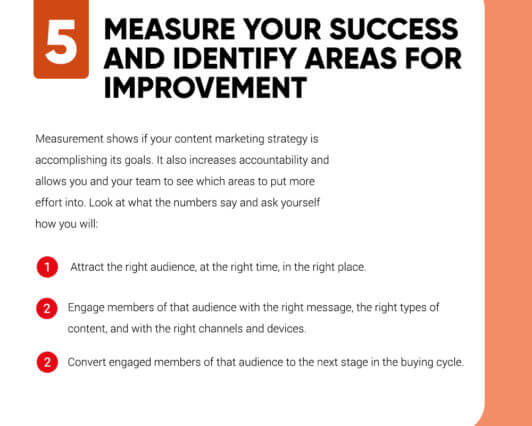 5
MEASURE YOUR SUCCESS
AND IDENTIFY AREAS FOR
IMPROVEMENT
Measurement shows if your content marketing strategy is
accomplishing its goals. It also increases accountability and
allows you and your team to see which areas to put more
effort into. Look at what the numbers say and ask yourself
how you will:
1 Attract the right audience, at the right time, in the right place.
2 Engage members of that audience with the right message, the right types of
content, and with the right channels and devices.
2 Convert engaged members of that audience to the next stage in the buying cycle.